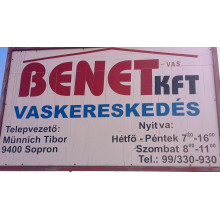 - VAS
BENET KFT
VASKERESKEDÉS
Telepvezető:
Münnich Tibor
9400 Sopron
Nyitva:
Hétfő - Péntek 7⁰⁰-16⁰⁰
Szombat 8⁰⁰-11⁰⁰
Tel.: 99/330-930